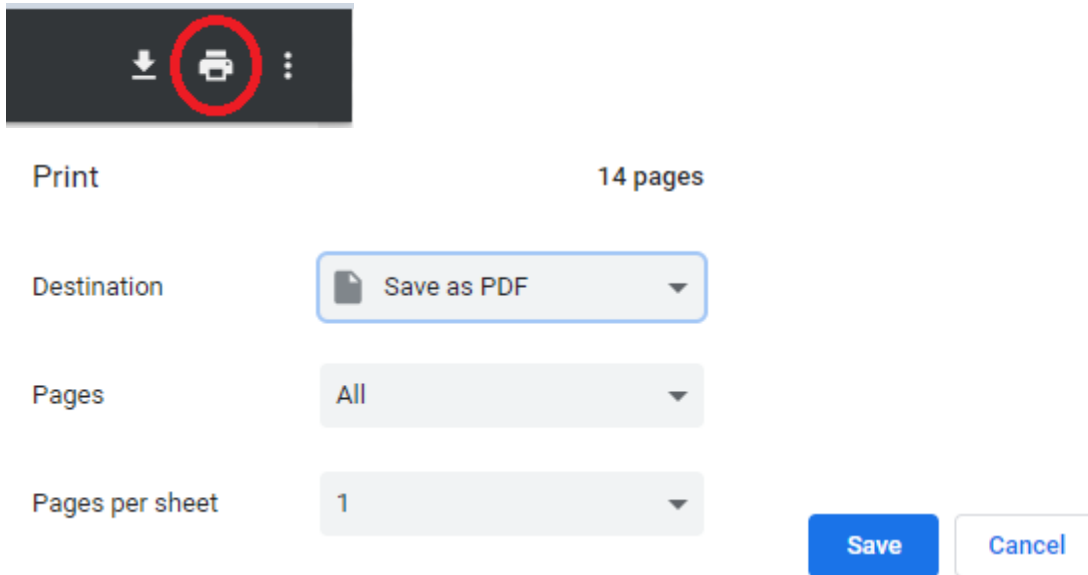 Print 14 pages
Destination Save as PDF
Pages All
Pages per sheet 1
Save Cancel